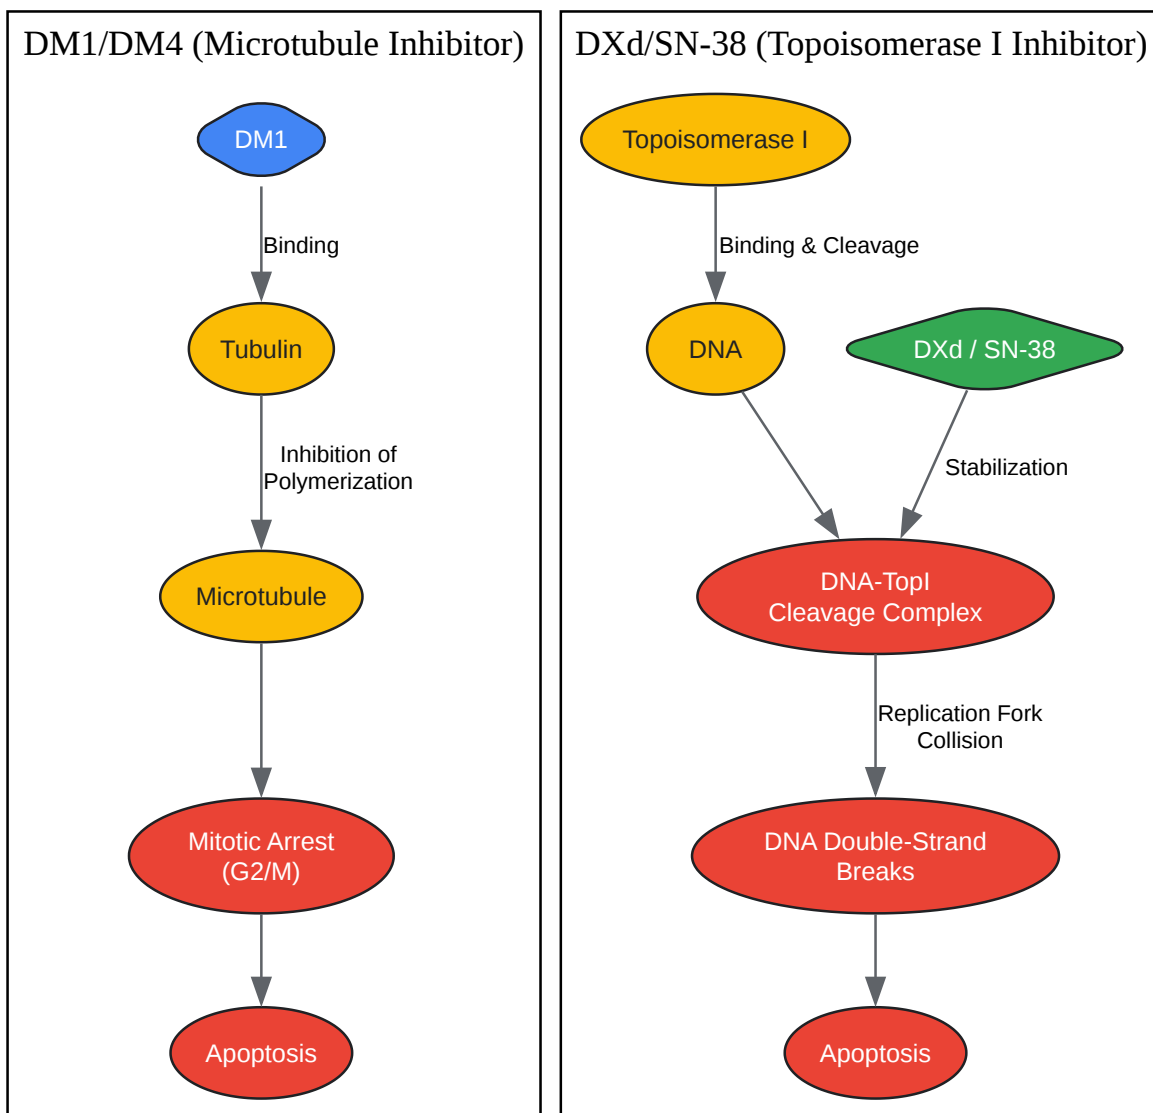 DM1/DM4 (Microtubule Inhibitor)
DM1
Binding
Tubulin
Inhibition of
Polymerization
Microtubule
Mitotic Arrest
(G2/M)
Apoptosis
DXd/SN-38 (Topoisomerase I Inhibitor)
Topoisomerase I
Binding & Cleavage
DNA
DXd / SN-38
Stabilization
DNA-TopI
Cleavage Complex
Replication Fork
Collision
DNA Double-Strand
Breaks
Apoptosis